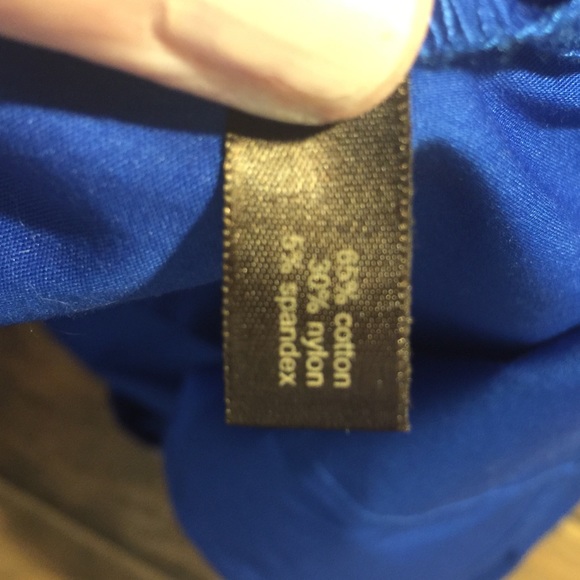 65% cotton
30% nylon
5% spandex